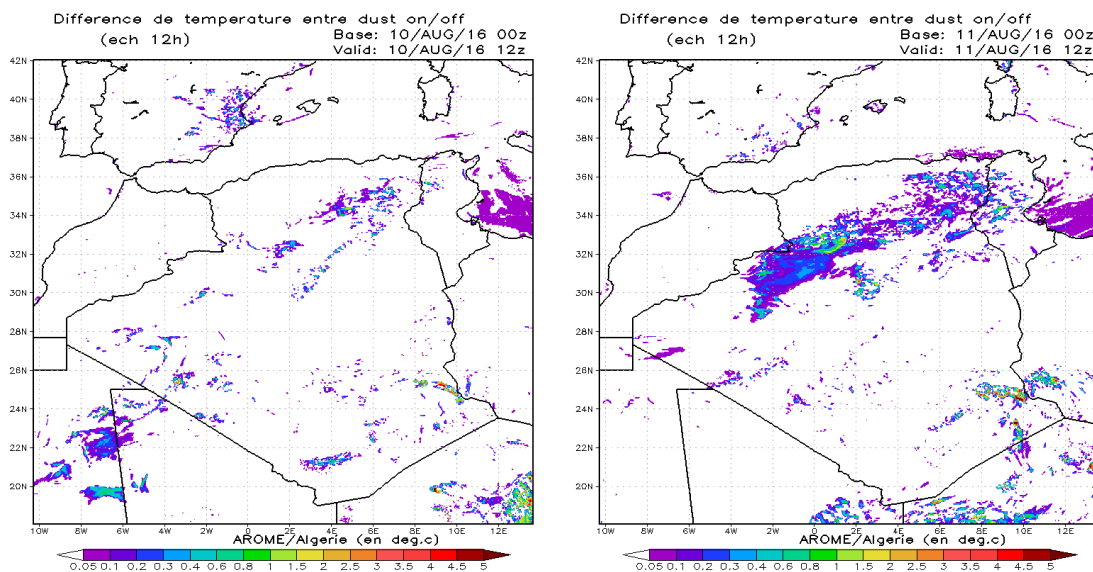 Difference de temperature entre dust on/off
(ech 12h)
Base: 10/AUG/16 00z
Valid: 10/AUG/16 12z
42N
40N
38N
36N
34N
32N
30N
28N
26N
24N
22N
20N
10W 8W 6W 4W 2W 0 2E 4E 6E 8E 10E 12E
AROME/Algerie (en deg.c)
0.05 0.1 0.2 0.3 0.4 0.6 0.8 1 1.5 2 2.5 3 3.5 4 4.5 5
Difference de temperature entre dust on/off
(ech 12h)
Base: 11/AUG/16 00z
Valid: 11/AUG/16 12z
42N
40N
38N
36N
34N
32N
30N
28N
26N
24N
22N
20N
10W 8W 6W 4W 2W 0 2E 4E 6E 8E 10E 12E
AROME/Algerie (en deg.c)
0.05 0.1 0.2 0.3 0.4 0.6 0.8 1 1.5 2 2.5 3 3.5 4 4.5 5